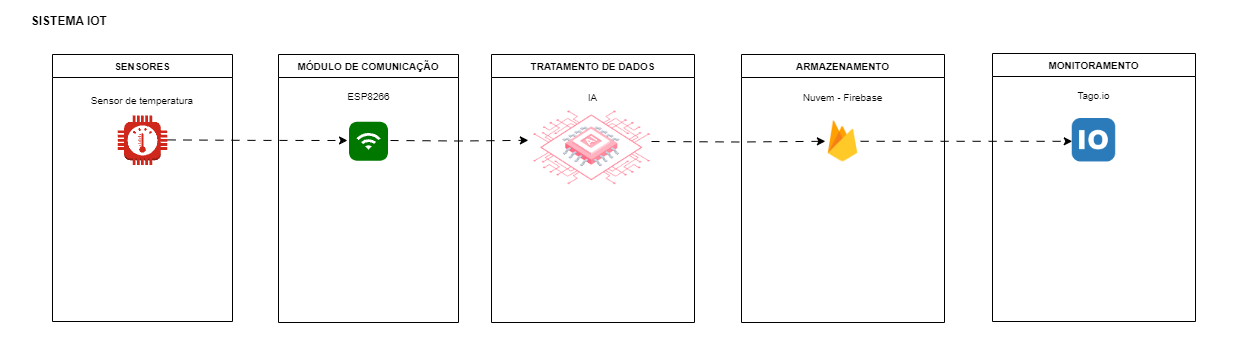 SISTEMA IOT
SENSORES
Sensor de temperatura
MÓDULO DE COMUNICAÇÃO
ESP8266
TRATAMENTO DE DADOS
IA
ARMAZENAMENTO
Nuvem - Firebase
MONITORAMENTO
Tago.io
IO